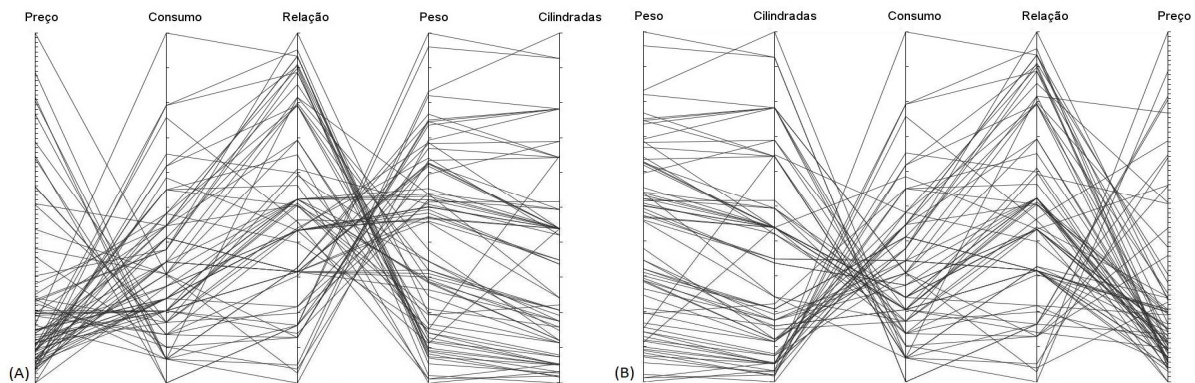 Preço Consumo Relação Peso Cilindradas
(A)
Peso Cilindradas Consumo Relação Preço
(B)